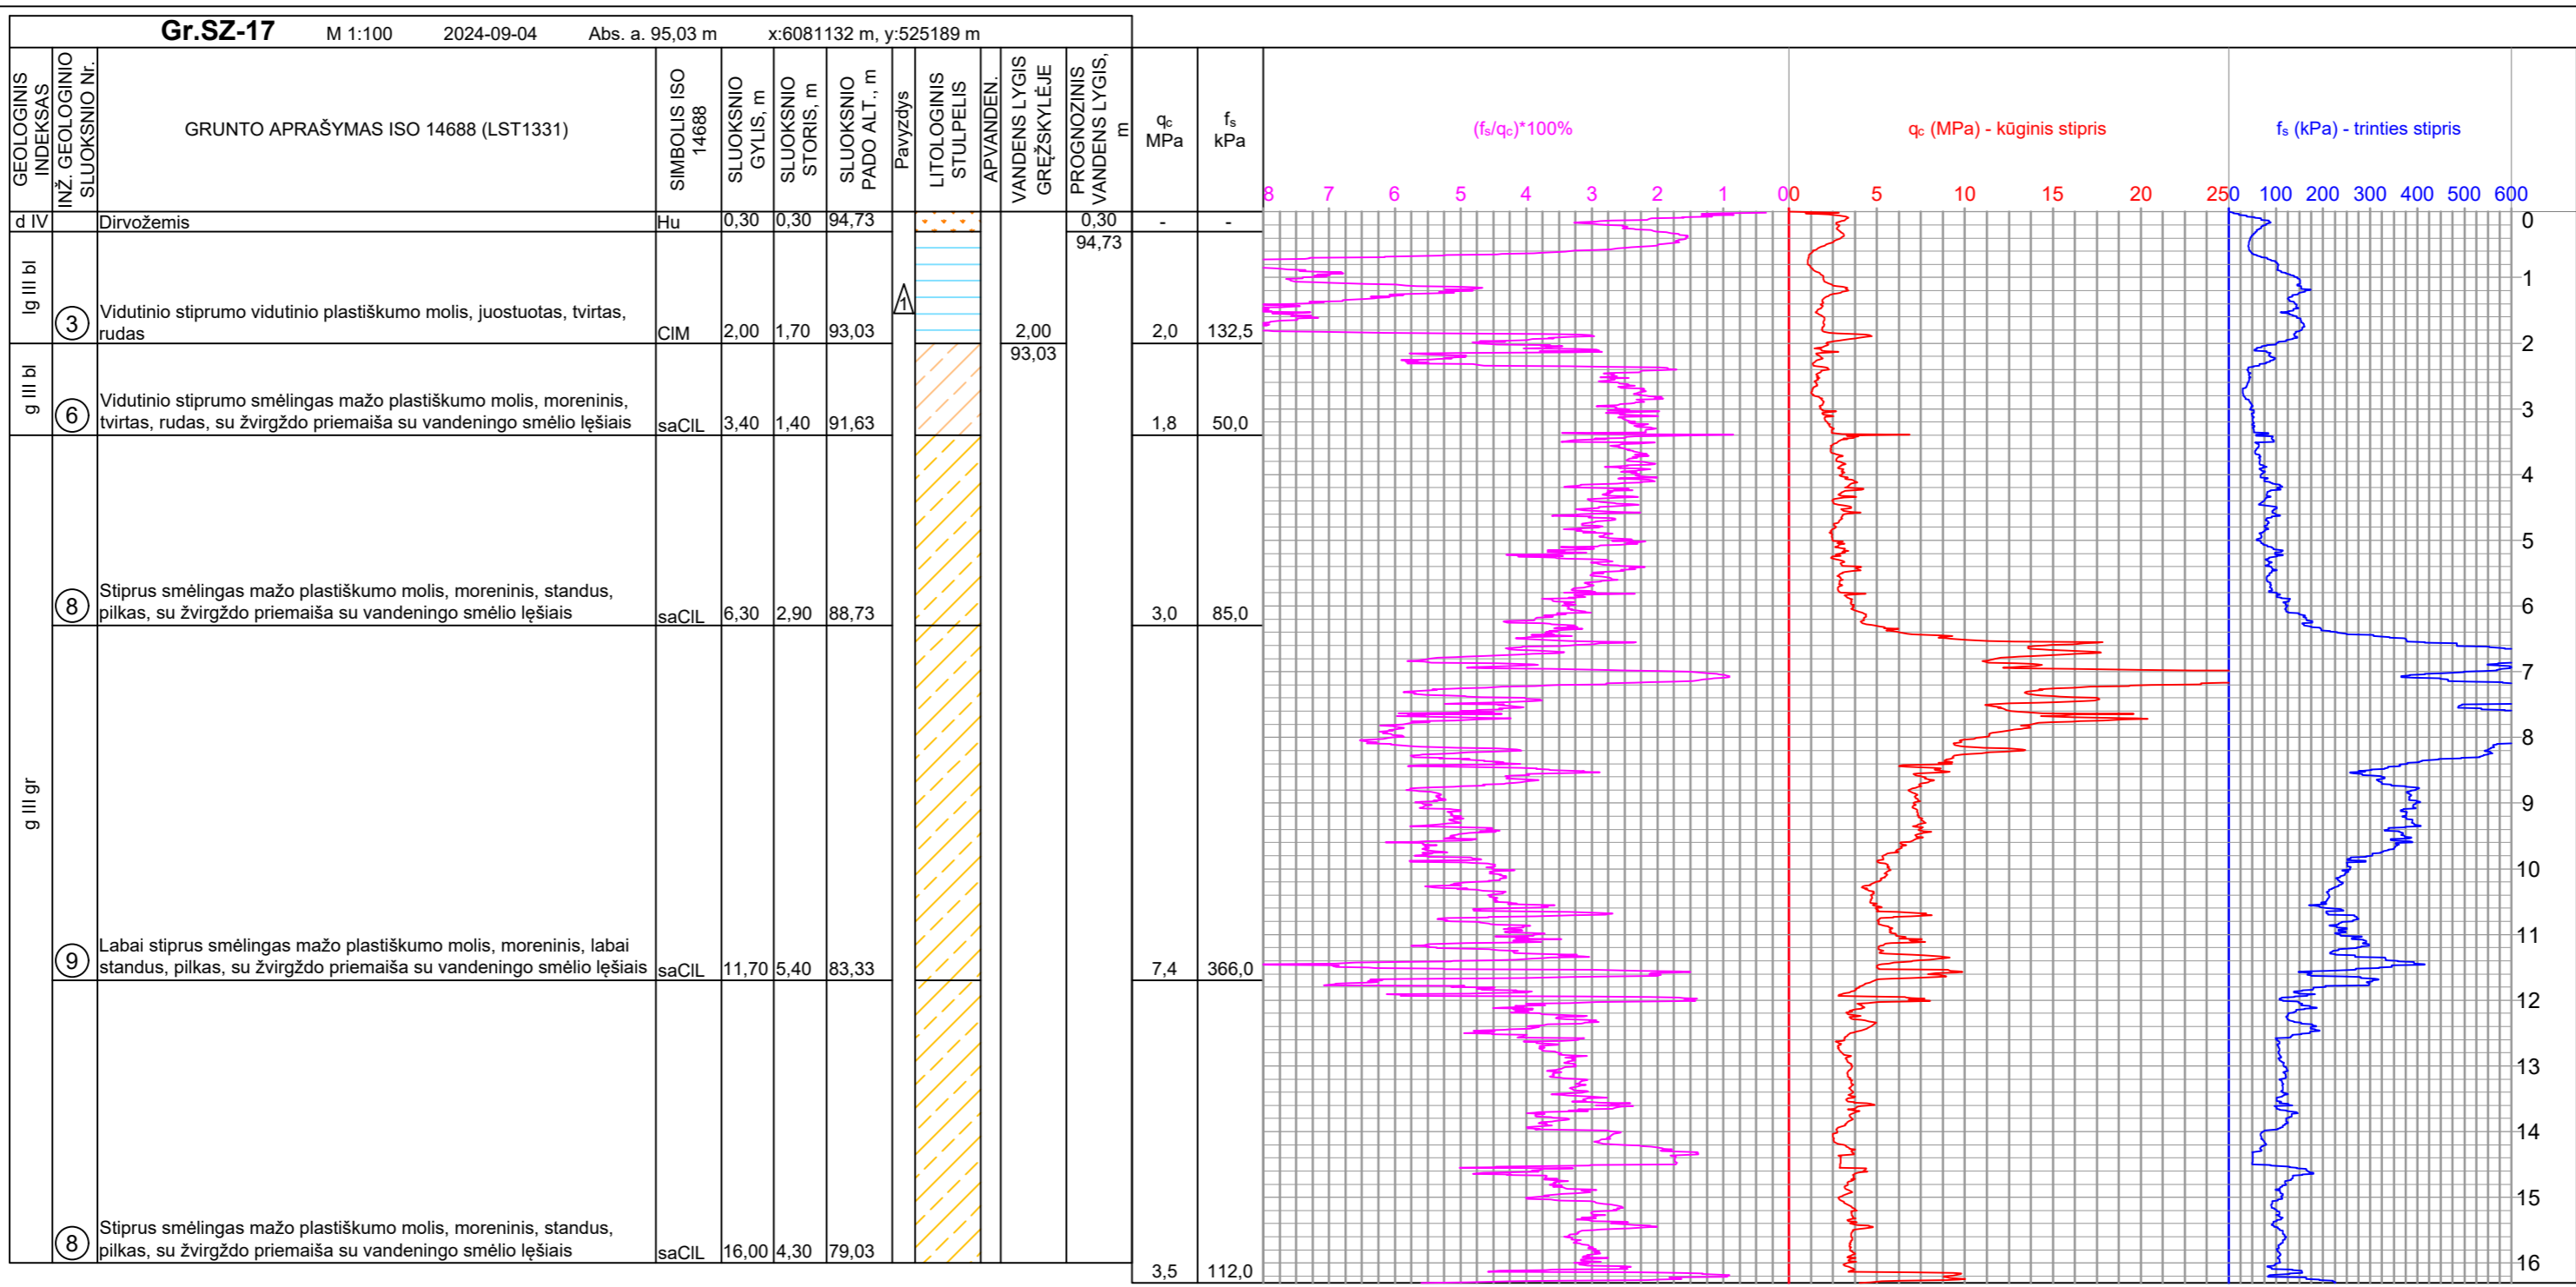 Gr.SZ-17 M 1:100 2024-09-04 Abs. a. 95,03 m x:6081132 m, y:525189 m
GEOLOGINIS
INDEKSAS
INŽ. GEOLOGINIO
SLUOKSNIO Nr.
GRUNTO APRAŠYMAS ISO 14688 (LST1331)
SIMBOLIS ISO
14688
SLUOKSNIO
GYLIS, m
SLUOKSNIO
STORIS, m
SLUOKSNIO
PADO ALT., m
Pavyzdys
LITOLOGINIS
STULPELIS
APVANDEN.
VANDENS LYGIS
GRĘŽSKYLĖJE
PROGNOZINIS
VANDENS LYGIS,
m
qc
MPa
fs
kPa
(fs/qc)*100%
qc (MPa) - kūginis stipris
fs (kPa) - trinties stipris
8 7 6 5 4 3 2 1 0
0 5 10 15 20 25
0 100 200 300 400 500 600
d IV Dirvožemis Hu 0,30 0,30 94,73 0,30 - -
94,73
lg III bl
3 Vidutinio stiprumo vidutinio plastiškumo molis, juostuotas, tvirtas,
rudas ClM 2,00 1,70 93,03 1 2,00 2,0 132,5
93,03
g III bl
6 Vidutinio stiprumo smėlingas mažo plastiškumo molis, moreninis,
tvirtas, rudas, su žvirgždo priemaiša su vandeningo smėlio lęšiais saClL 3,40 1,40 91,63 1,8 50,0
8 Stiprus smėlingas mažo plastiškumo molis, moreninis, standus,
pilkas, su žvirgždo priemaiša su vandeningo smėlio lęšiais saClL 6,30 2,90 88,73 3,0 85,0
g III gr
9 Labai stiprus smėlingas mažo plastiškumo molis, moreninis, labai
standus, pilkas, su žvirgždo priemaiša su vandeningo smėlio lęšiais saClL 11,70 5,40 83,33 7,4 366,0
8 Stiprus smėlingas mažo plastiškumo molis, moreninis, standus,
pilkas, su žvirgždo priemaiša su vandeningo smėlio lęšiais saClL 16,00 4,30 79,03
3,5 112,0
0
1
2
3
4
5
6
7
8
9
10
11
12
13
14
15
16